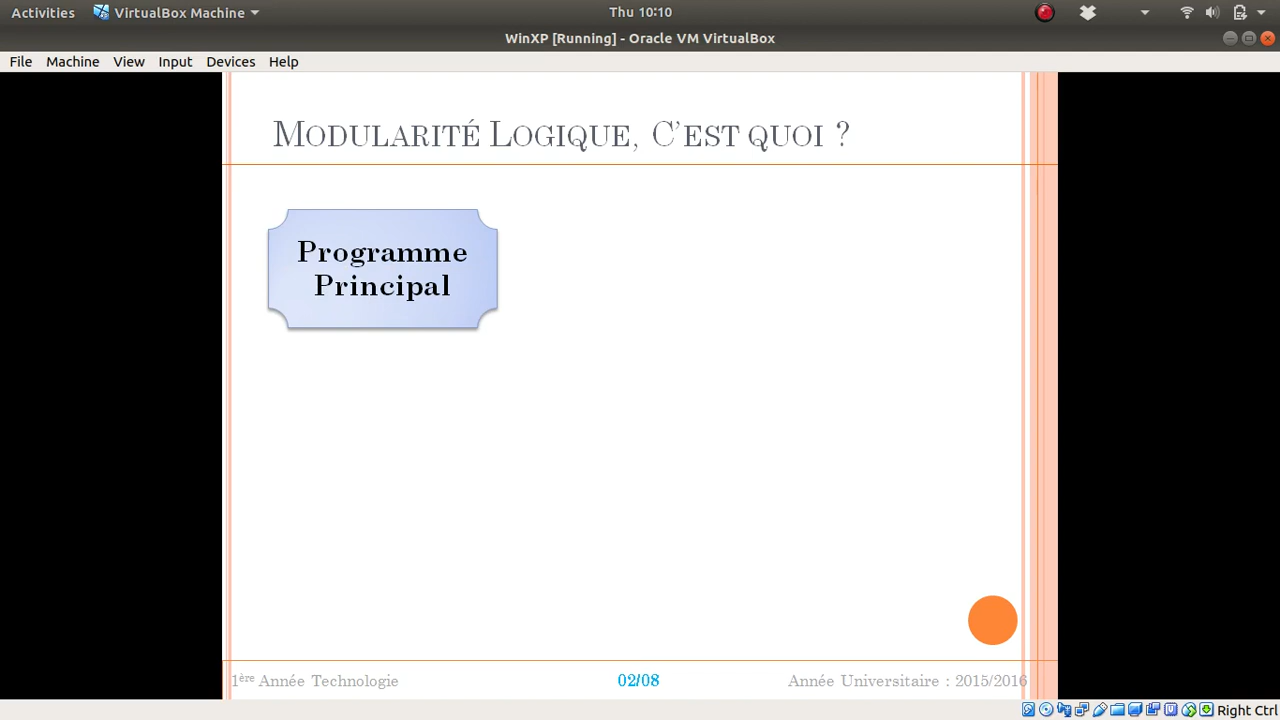 Activities VirtualBox Machine Thu 10:10
WinXP [Running] - Oracle VM VirtualBox
File Machine View Input Devices Help
Modularité Logique, C'est quoi ?
Programme
Principal
1ère Année Technologie 02/08 Année Universitaire : 2015/2016
Right Ctrl